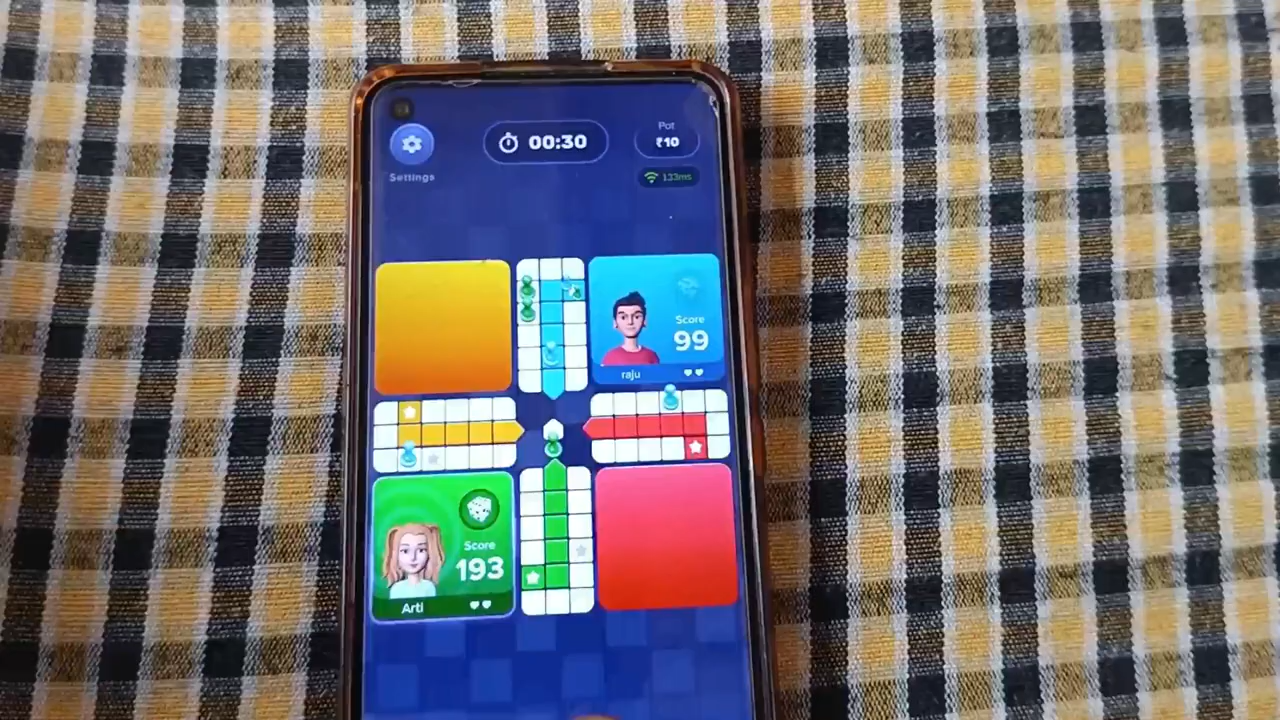 Settings
00:30
Pot
₹10
133ms
Score
99
raju
Score
193
Arti